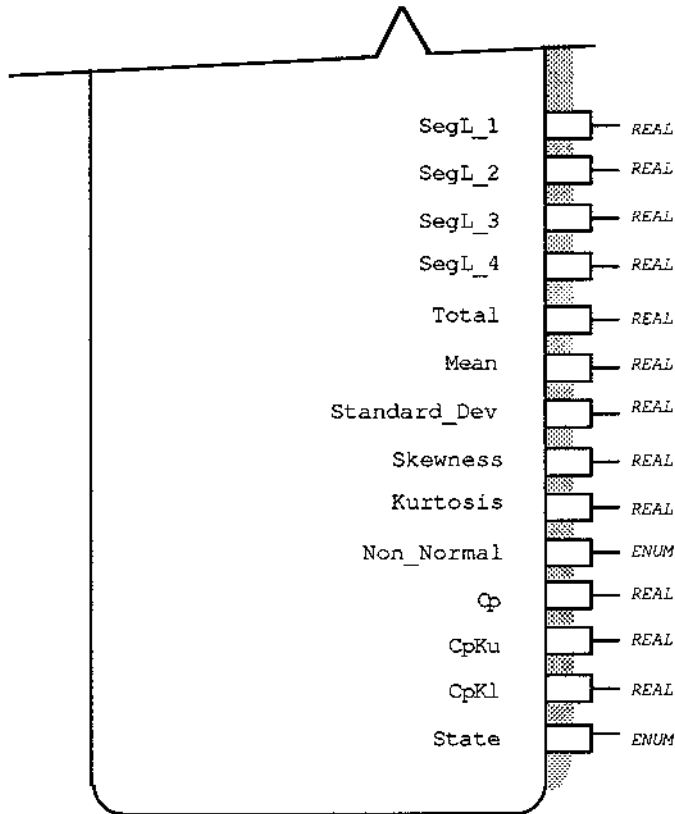 SegL_1 REAL
SegL_2 REAL
SegL_3 REAL
SegL_4 REAL
Total REAL
Mean REAL
Standard_Dev REAL
Skewness REAL
Kurtosis REAL
Non_Normal ENUM
Cp REAL
CpKu REAL
CpKl REAL
State ENUM